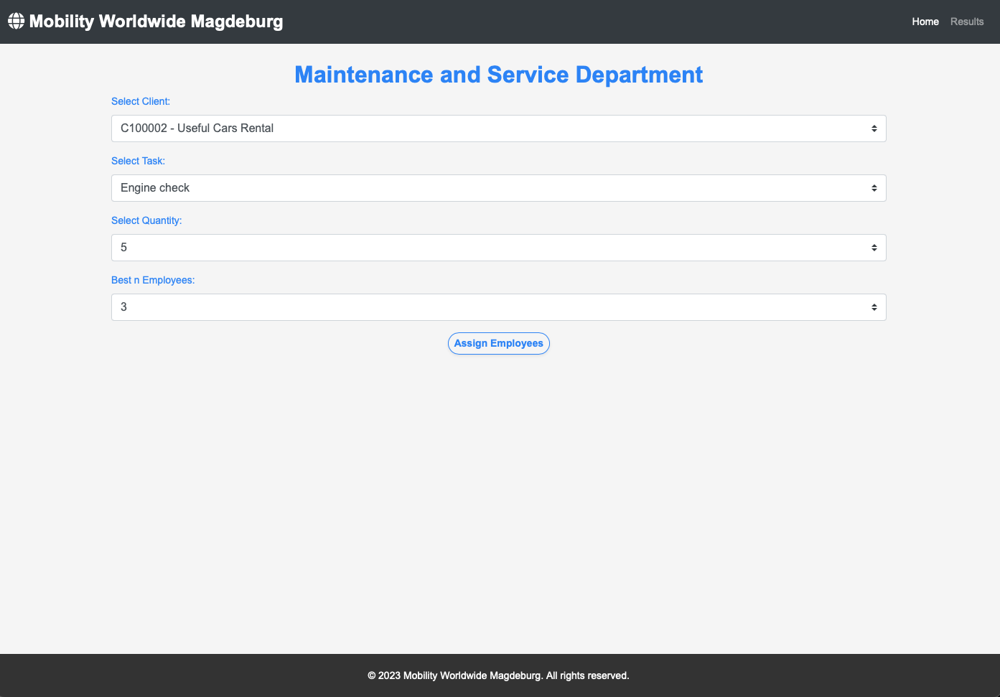 Mobility Worldwide Magdeburg
Home Results
Maintenance and Service Department
Select Client:
C100002 - Useful Cars Rental
Select Task:
Engine check
Select Quantity:
5
Best n Employees:
3
Assign Employees
© 2023 Mobility Worldwide Magdeburg. All rights reserved.